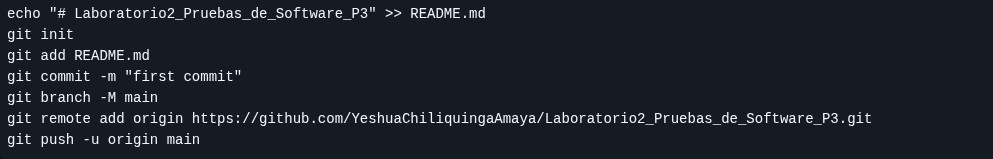 echo "# Laboratorio2_Pruebas_de_Software_P3" >> README.md
git init
git add README.md
git commit -m "first commit"
git branch -M main
git remote add origin https://github.com/YeshuaChiliquingaAmaya/Laboratorio2_Pruebas_de_Software_P3.git
git push -u origin main